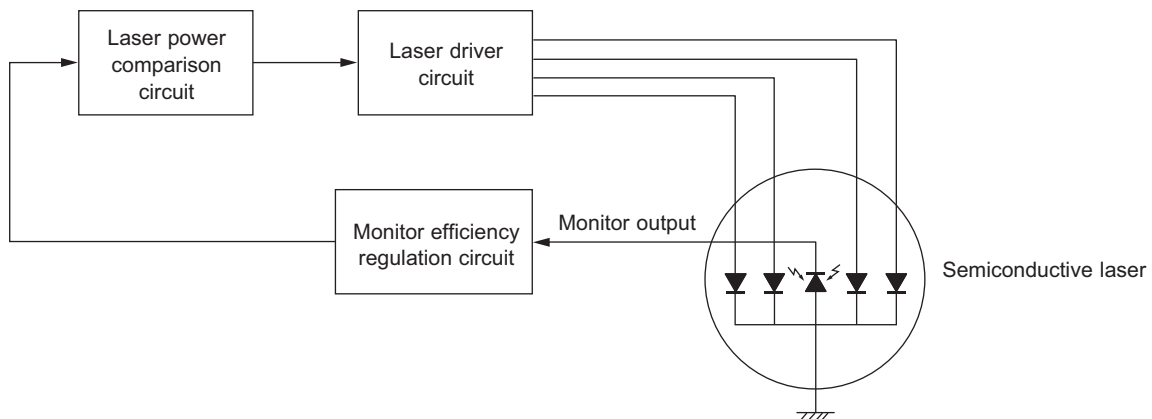 Laser power
comparison
circuit
Laser driver
circuit
Monitor efficiency
regulation circuit
Monitor output
Semiconductive laser